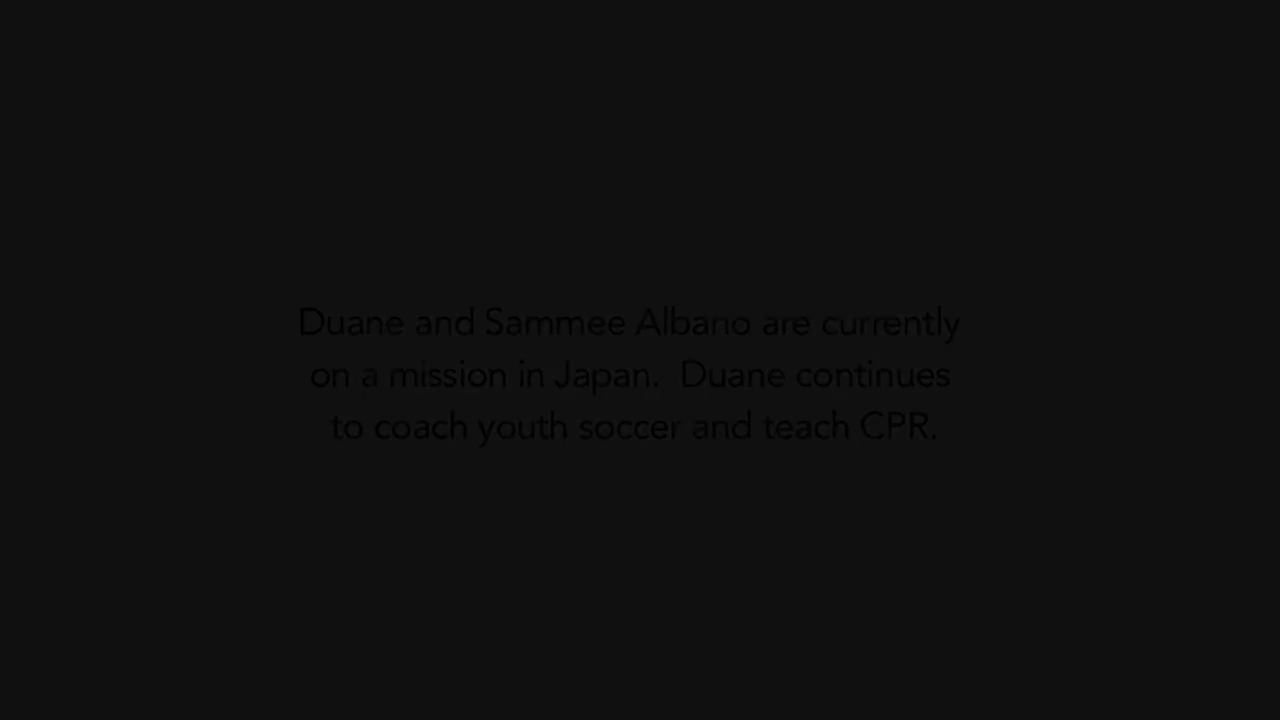 Duane and Sammee Albano are currently
on a mission in Japan.  Duane continues
to coach youth soccer and teach CPR.